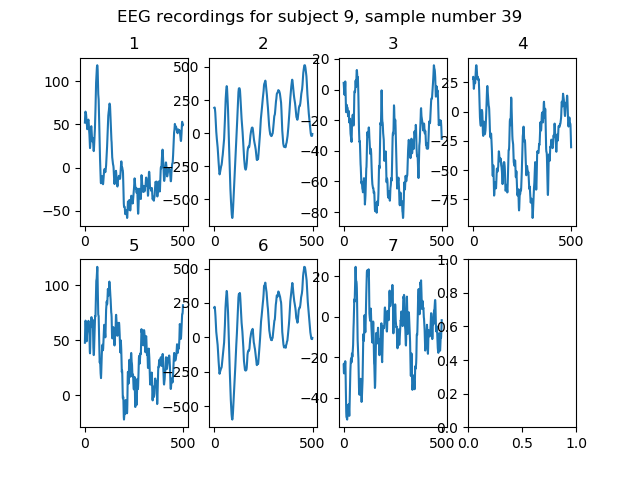 EEG recordings for subject 9, sample number 39
1 2 3 4
100 50 0 −50
500 250 0 −250 −500
20 0 −20 −40 −60 −80
25 0 −25 −50 −75
0 500 0 500 0 500 0 500
5 6 7
100 50 0
500 250 0 −250 −500
20 0 −20 −40
1.0 0.8 0.6 0.4 0.2 0.0
0 500 0 500 0 500 0.0 0.5 1.0